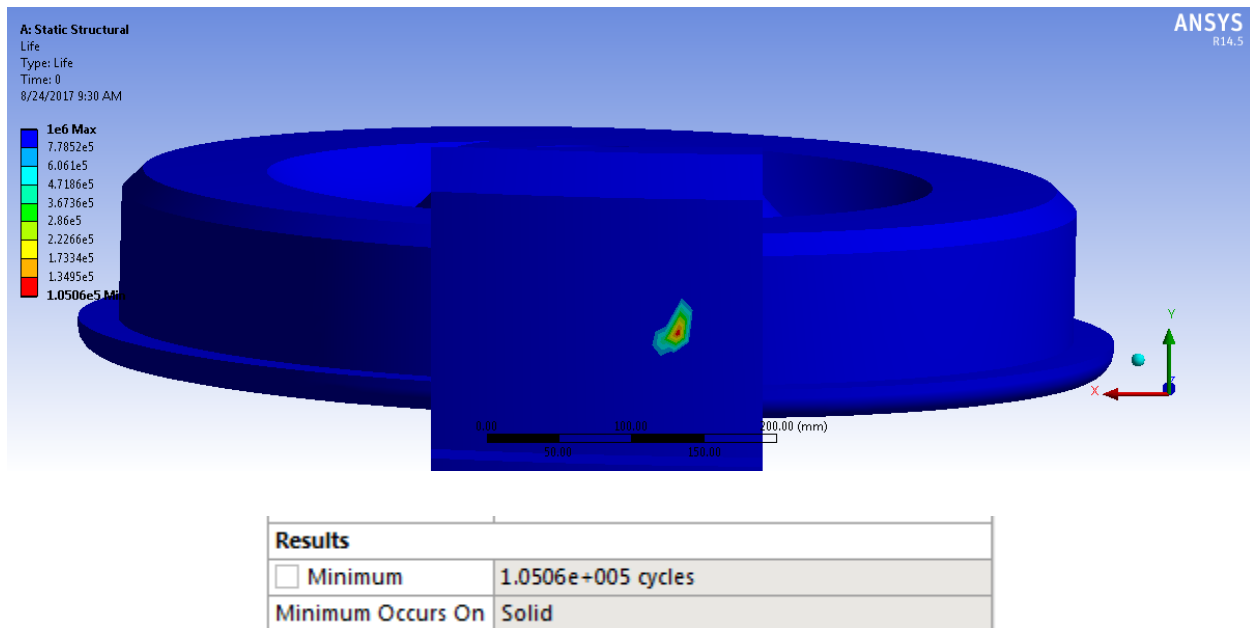 A: Static Structural
Life
Type: Life
Time: 0
8/24/2017 9:30 AM
ANSYS
R14.5
1e6 Max
7.7852e5
6.061e5
4.7186e5
3.6736e5
2.86e5
2.2266e5
1.7334e5
1.3495e5
1.0506e5 Min
Y
X
Z
0.00 100.00 200.00 (mm)
50.00 150.00
Results
Minimum 1.0506e+005 cycles
Minimum Occurs On Solid